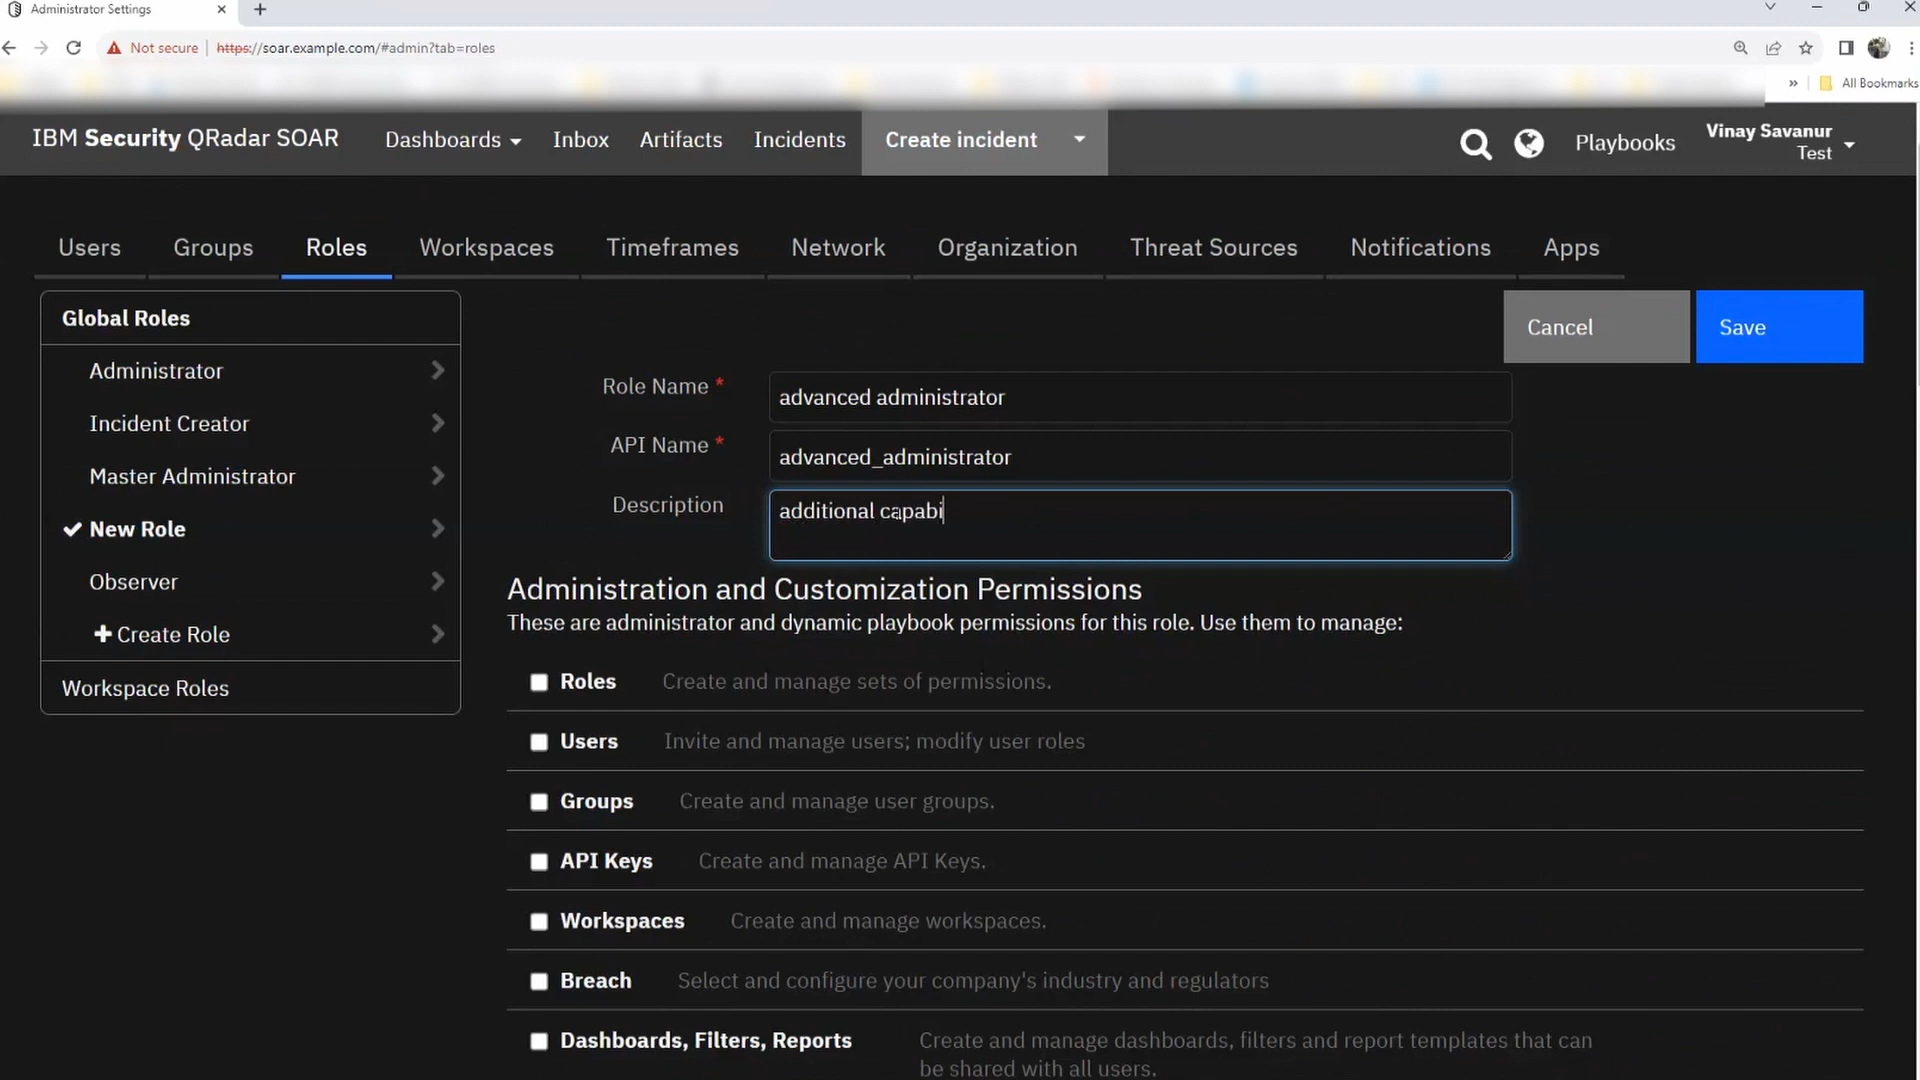 Administrator Settings
Not secure https://soar.example.com/#admin?tab=roles
» All Bookmarks
IBM Security QRadar SOAR Dashboards Inbox Artifacts Incidents Create incident Playbooks Vinay Savanur
Test
Users Groups Roles Workspaces Timeframes Network Organization Threat Sources Notifications Apps
Global Roles
Administrator
Incident Creator
Master Administrator
New Role
Observer
Create Role
Workspace Roles
Cancel Save
Role Name * advanced administrator
API Name * advanced_administrator
Description additional capabi
Administration and Customization Permissions
These are administrator and dynamic playbook permissions for this role. Use them to manage:
Roles Create and manage sets of permissions.
Users Invite and manage users; modify user roles
Groups Create and manage user groups.
API Keys Create and manage API Keys.
Workspaces Create and manage workspaces.
Breach Select and configure your company's industry and regulators
Dashboards, Filters, Reports Create and manage dashboards, filters and report templates that can
be shared with all users.